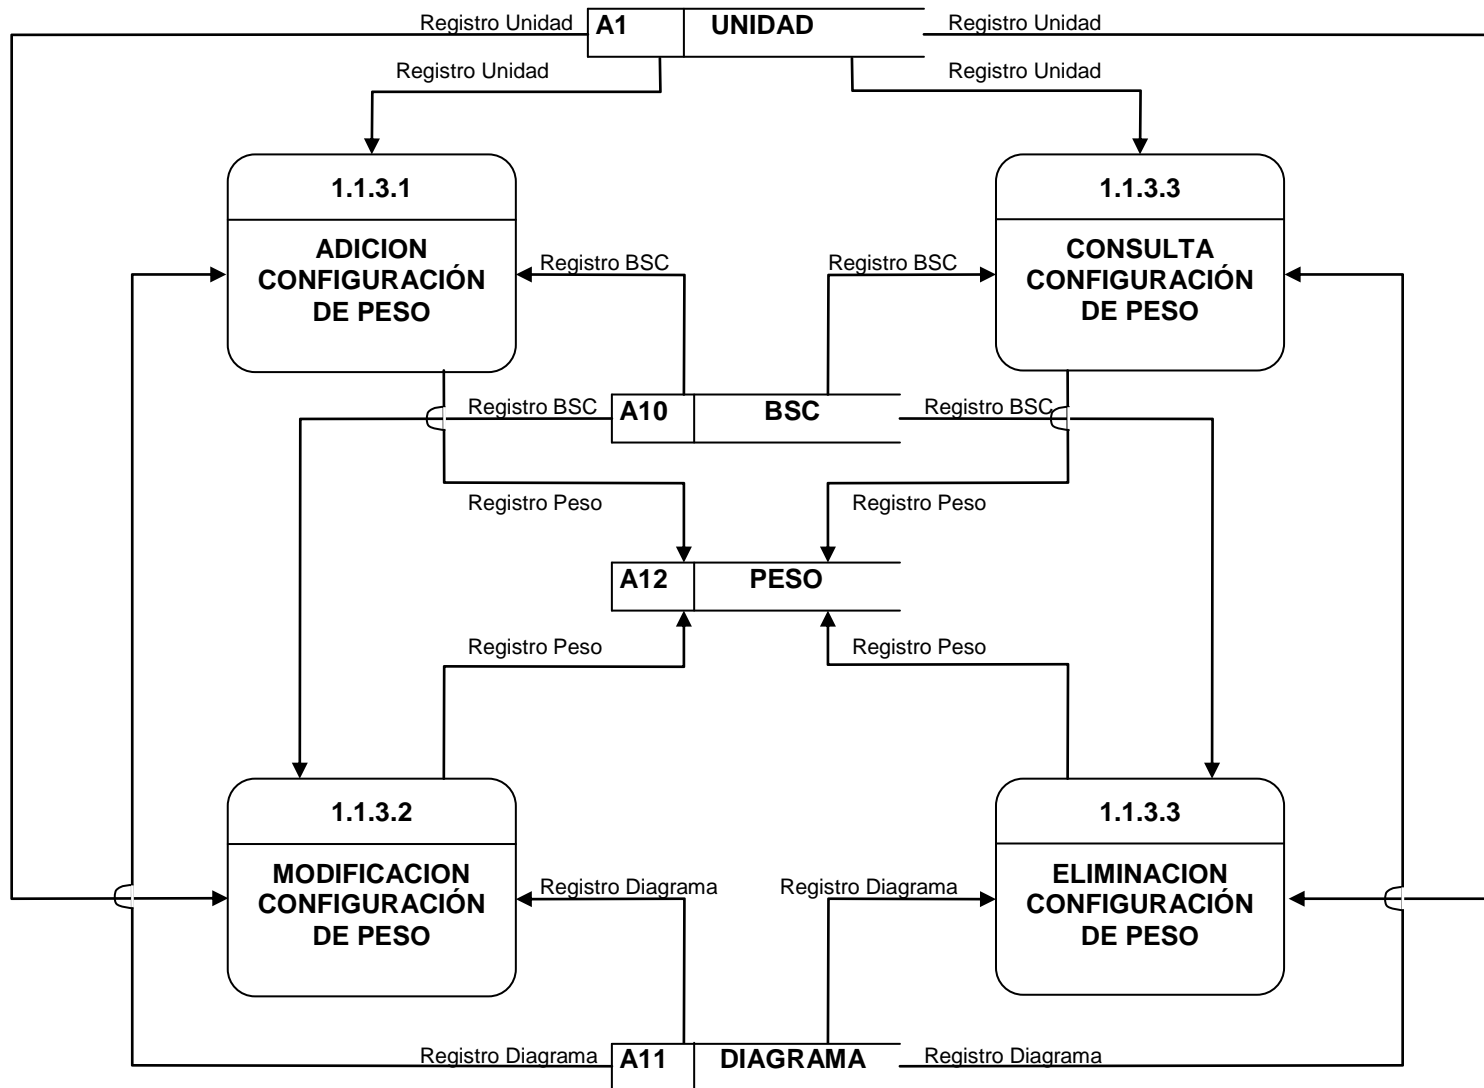 Registro Unidad
A1
UNIDAD
Registro Unidad
Registro Unidad
Registro Unidad
1.1.3.1
ADICION
CONFIGURACIÓN
DE PESO
1.1.3.3
CONSULTA
CONFIGURACIÓN
DE PESO
Registro BSC
Registro BSC
Registro BSC
A10
BSC
Registro BSC
Registro Peso
Registro Peso
A12
PESO
Registro Peso
Registro Peso
1.1.3.2
MODIFICACION
CONFIGURACIÓN
DE PESO
1.1.3.3
ELIMINACION
CONFIGURACIÓN
DE PESO
Registro Diagrama
Registro Diagrama
Registro Diagrama
A11
DIAGRAMA
Registro Diagrama